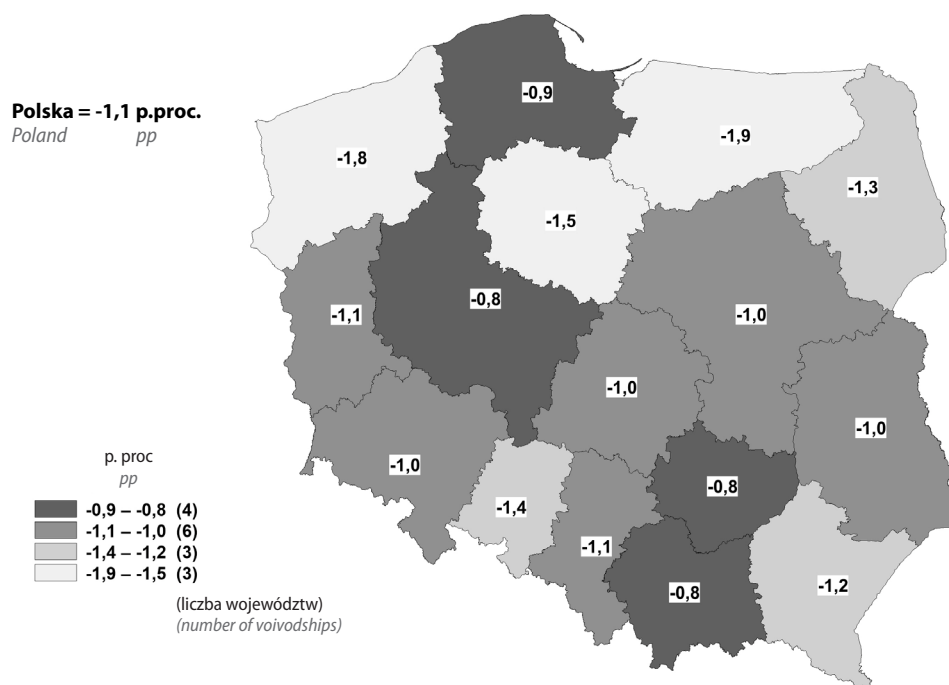 Polska = -1,1 p.proc.
Poland pp
-0,9
-1,8
-1,9
-1,3
-1,5
-0,8
-1,1
-1,0
-1,0
-1,0
-1,0
-0,8
-1,4
-1,1
-0,8
-1,2
p. proc
pp
-0,9 – -0,8 (4)
-1,1 – -1,0 (6)
-1,4 – -1,2 (3)
-1,9 – -1,5 (3)
(liczba województw)
(number of voivodships)